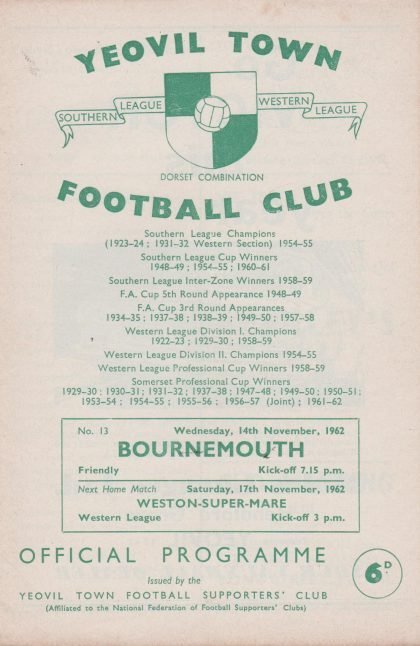 YEOVIL TOWN
SOUTHERN LEAGUE WESTERN LEAGUE
DORSET COMBINATION
FOOTBALL CLUB
Southern League Champions
(1923–24 ; 1931–32 Western Section) 1954–55
Southern League Cup Winners
1948–49 ; 1954–55 ; 1960–61
Southern League Inter-Zone Winners 1958–59
F.A. Cup 5th Round Appearance 1948–49
F.A. Cup 3rd Round Appearances
1934–35 ; 1937–38 ; 1938–39 ; 1949–50 ; 1957–58
Western League Division I. Champions
1922–23 ; 1929–30 ; 1958–59
Western League Division II. Champions 1954–55
Western League Professional Cup Winners 1958–59
Somerset Professional Cup Winners
1929–30 ; 1930–31 ; 1931–32 ; 1937–38 ; 1947–48 ; 1949–50 ; 1950–51 ;
1953–54 ; 1954–55 ; 1955–56 ; 1956–57 (Joint) ; 1961–62
No. 13 Wednesday, 14th November, 1962
BOURNEMOUTH
Friendly Kick-off 7.15 p.m.
Next Home Match Saturday, 17th November, 1962
WESTON-SUPER-MARE
Western League Kick-off 3 p.m.
OFFICIAL PROGRAMME
6D
Issued by the
YEOVIL TOWN FOOTBALL SUPPORTERS' CLUB
(Affiliated to the National Federation of Football Supporters' Clubs)